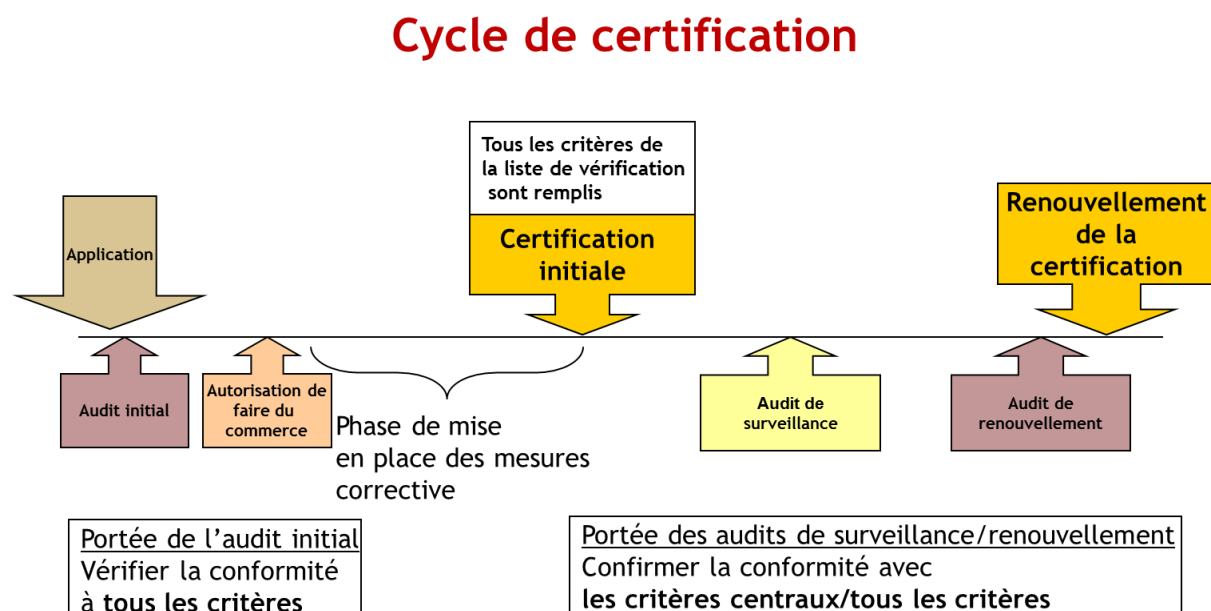 Cycle de certification
Tous les critères de
la liste de vérification
sont remplis
Certification
initiale
Renouvellement
de la
certification
Application
Audit initial
Autorisation de
faire du
commerce
Phase de mise
en place des mesures
corrective
Audit de
surveillance
Audit de
renouvellement
Portée de l’audit initial
Vérifier la conformité
à tous les critères
Portée des audits de surveillance/renouvellement
Confirmer la conformité avec
les critères centraux/tous les critères